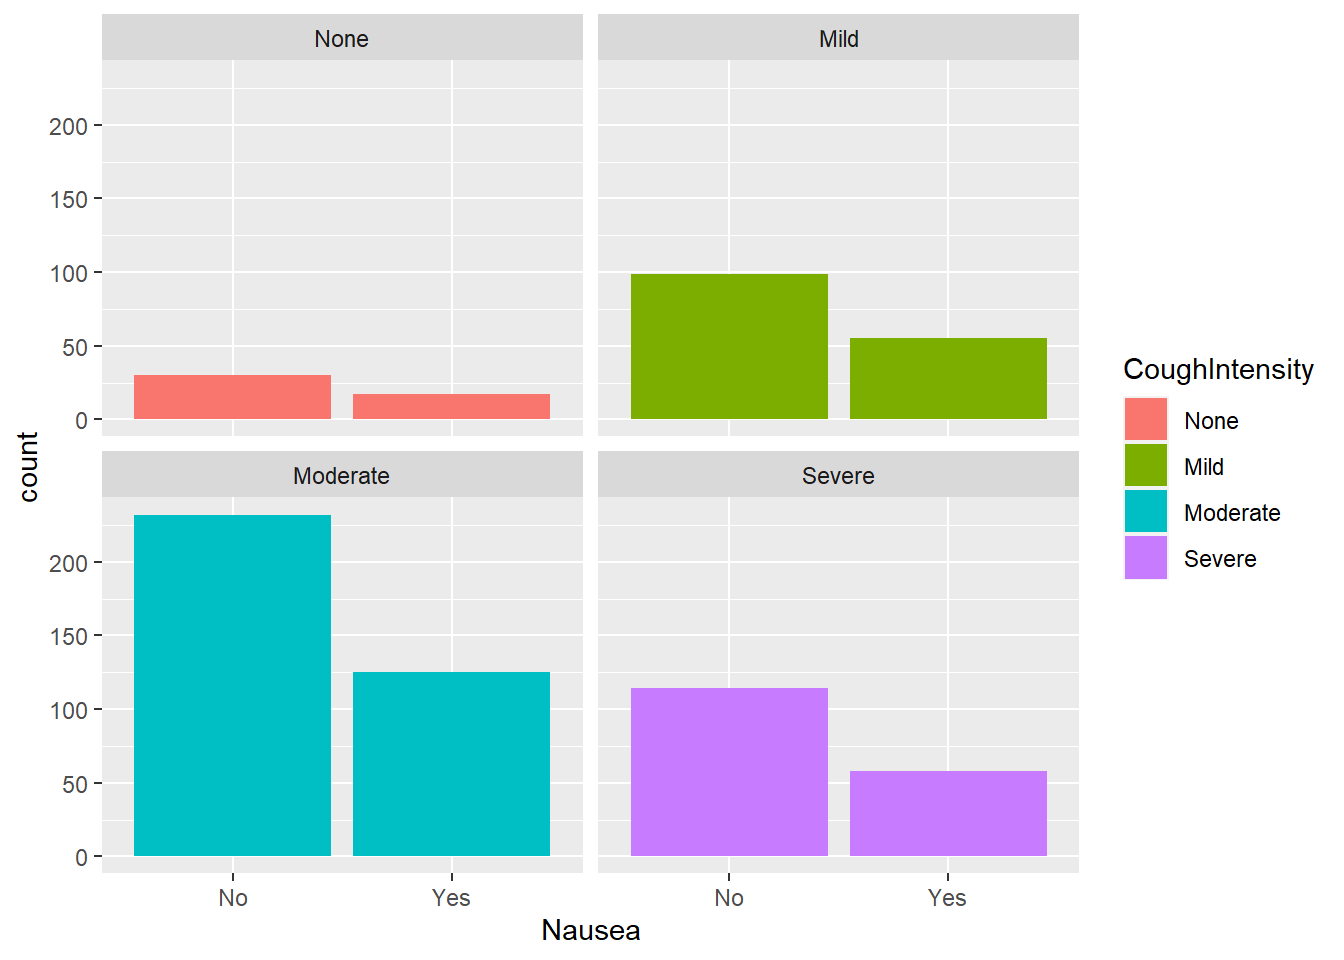 None
Mild
200
150
100
50
0
count
Moderate
Severe
200
150
100
50
0
No
Yes
No
Yes
Nausea
CoughIntensity
None
Mild
Moderate
Severe